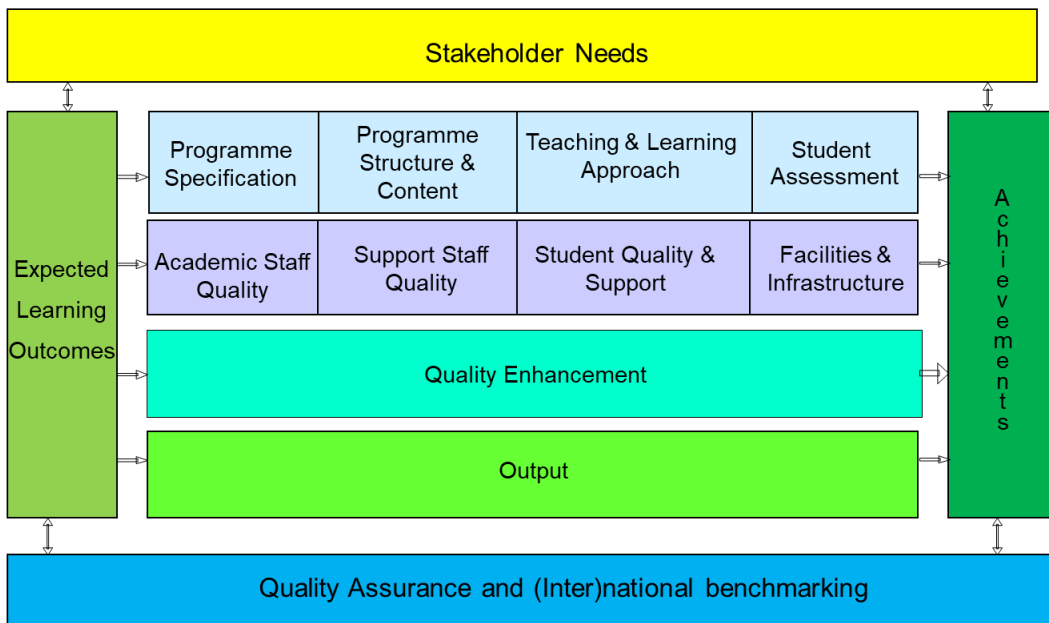 Stakeholder Needs
Expected
Learning
Outcomes
Programme
Specification
Programme
Structure &
Content
Teaching & Learning
Approach
Student
Assessment
Academic Staff
Quality
Support Staff
Quality
Student Quality &
Support
Facilities &
Infrastructure
Quality Enhancement
Output
Achievements
Quality Assurance and (Inter)national benchmarking